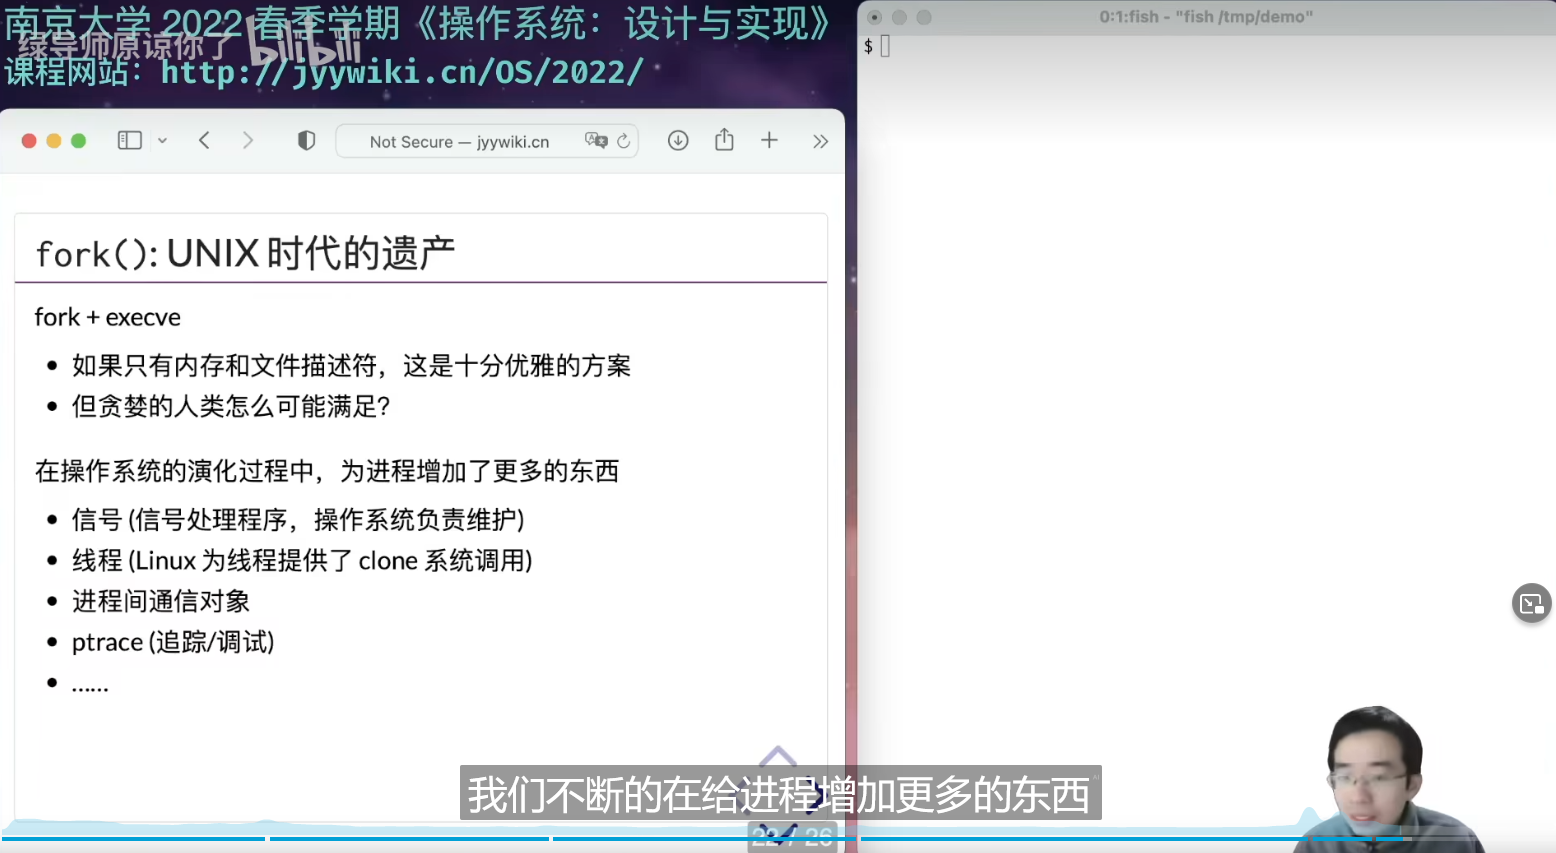 南京大学 2022 春季学期《操作系统：设计与实现》
绿导师原谅你了 bilibili
课程网站：http://jyywiki.cn/OS/2022/
0:1:fish - "fish /tmp/demo"
$
Not Secure — jyywiki.cn
fork(): UNIX 时代的遗产
fork + execve
• 如果只有内存和文件描述符，这是十分优雅的方案
• 但贪婪的人类怎么可能满足?
在操作系统的演化过程中，为进程增加了更多的东西
• 信号 (信号处理程序，操作系统负责维护)
• 线程 (Linux 为线程提供了 clone 系统调用)
• 进程间通信对象
• ptrace (追踪/调试)
• ……
我们不断的在给进程增加更多的东西
AI
22 / 26